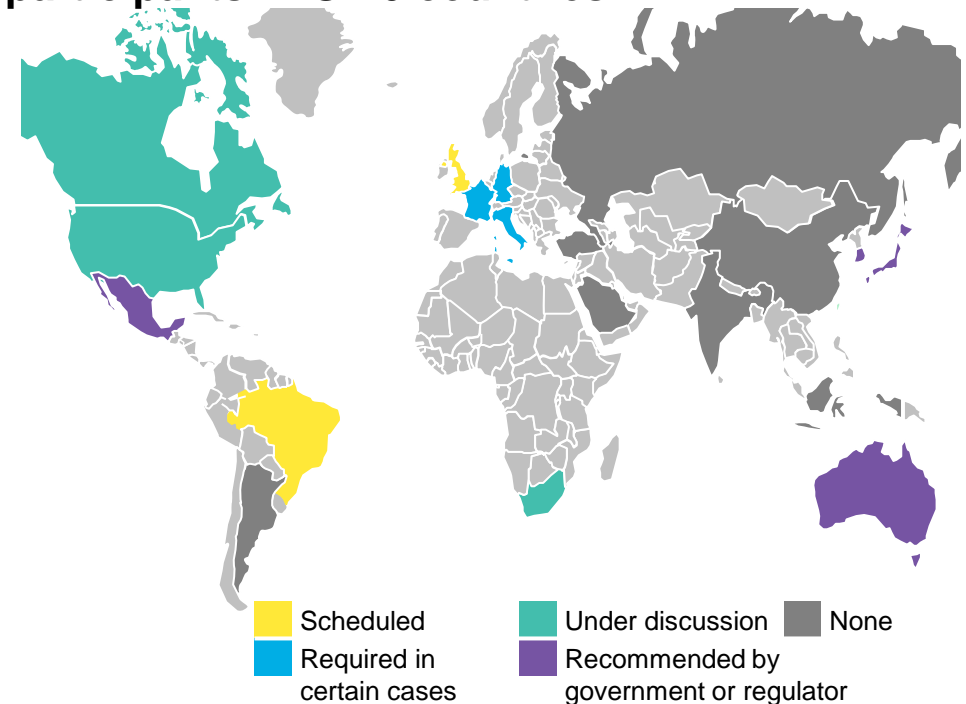 Scheduled
Required in
certain cases
Under discussion
Recommended by
government or regulator
None